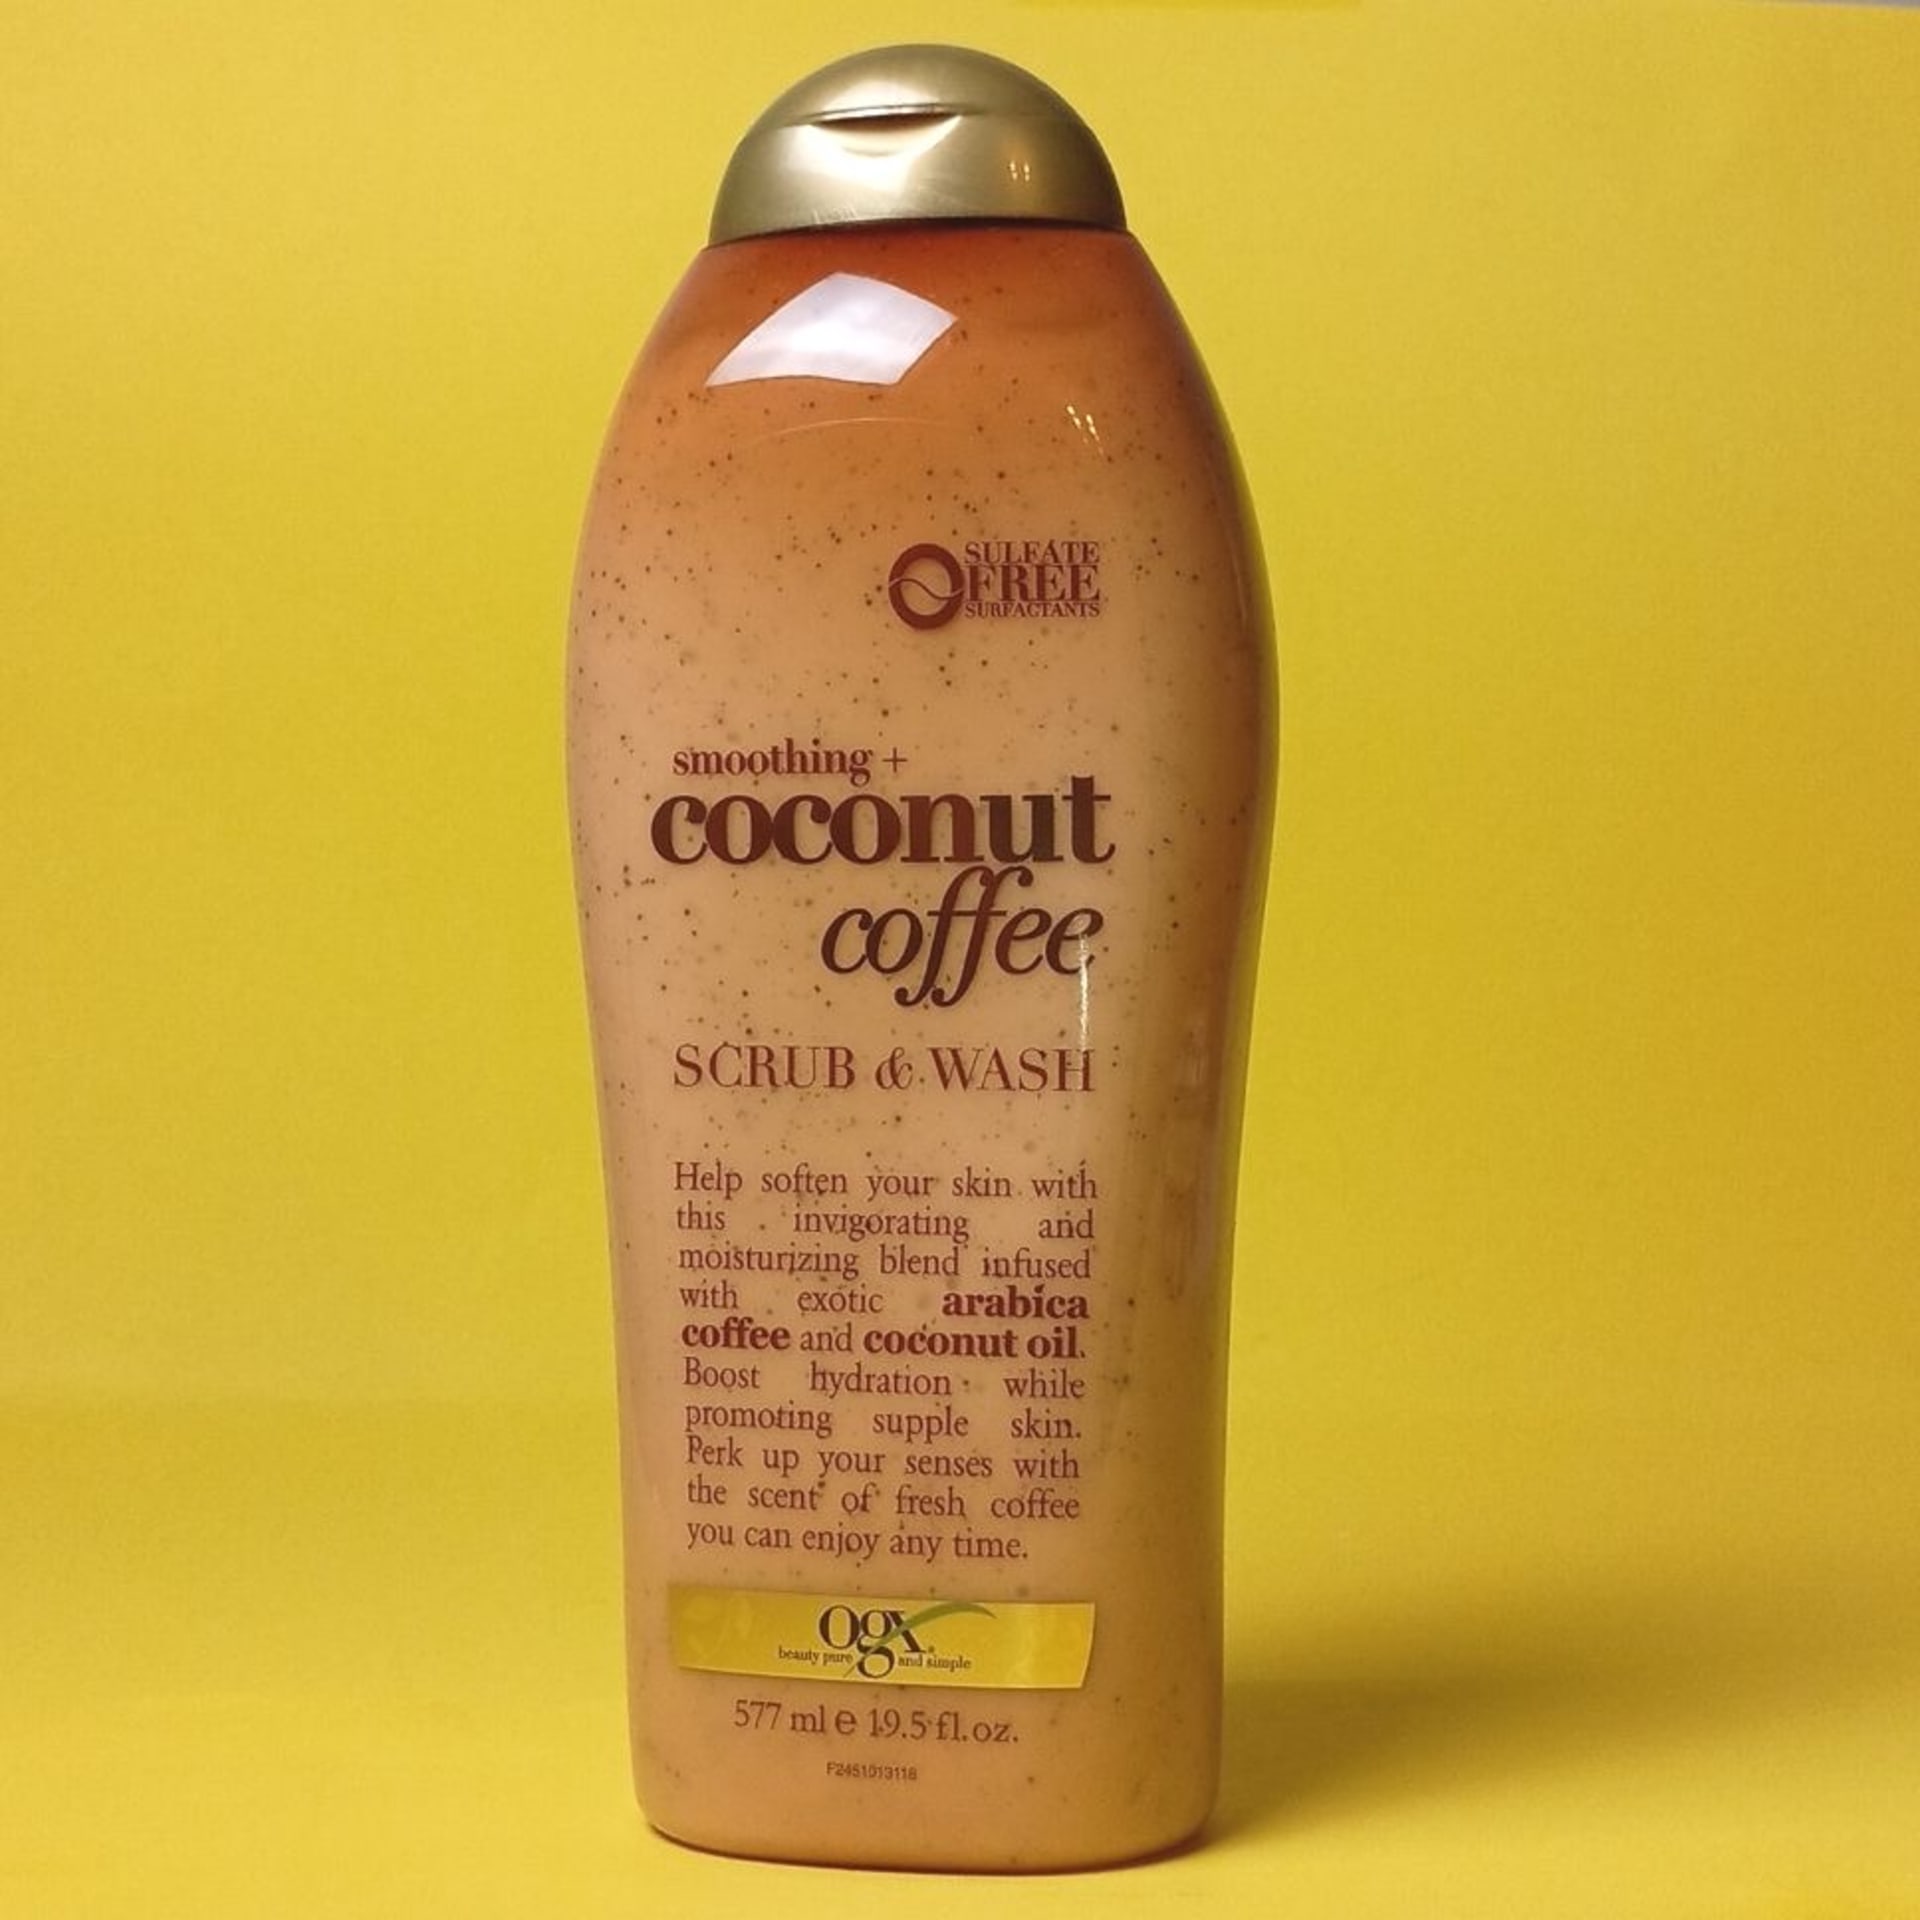 SULFATE
FREE
SURFACTANTS
smoothing +
coconut
coffee
SCRUB & WASH
Help soften your skin with
this invigorating and
moisturizing blend infused
with exotic arabica
coffee and coconut oil.
Boost hydration while
promoting supple skin.
Perk up your senses with
the scent of fresh coffee
you can enjoy any time.
ogx®
beauty pure and simple
577 ml e 19.5 fl. oz.
F2451013118